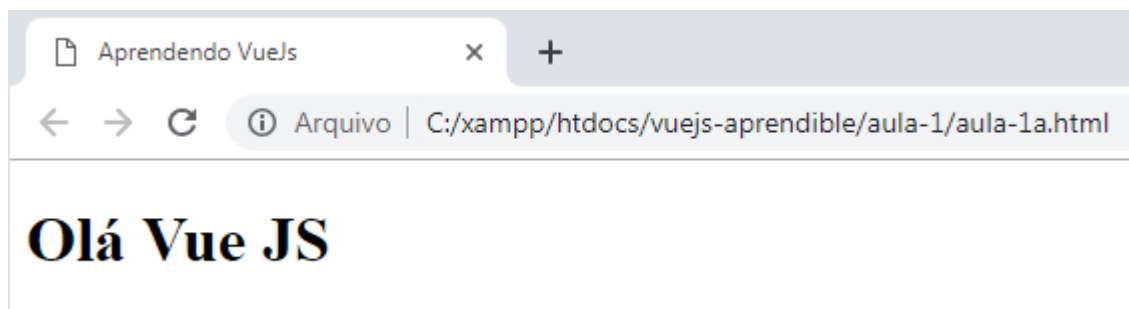 Aprendendo VueJs
Arquivo | C:/xampp/htdocs/vuejs-aprendible/aula-1/aula-1a.html
Olá Vue JS